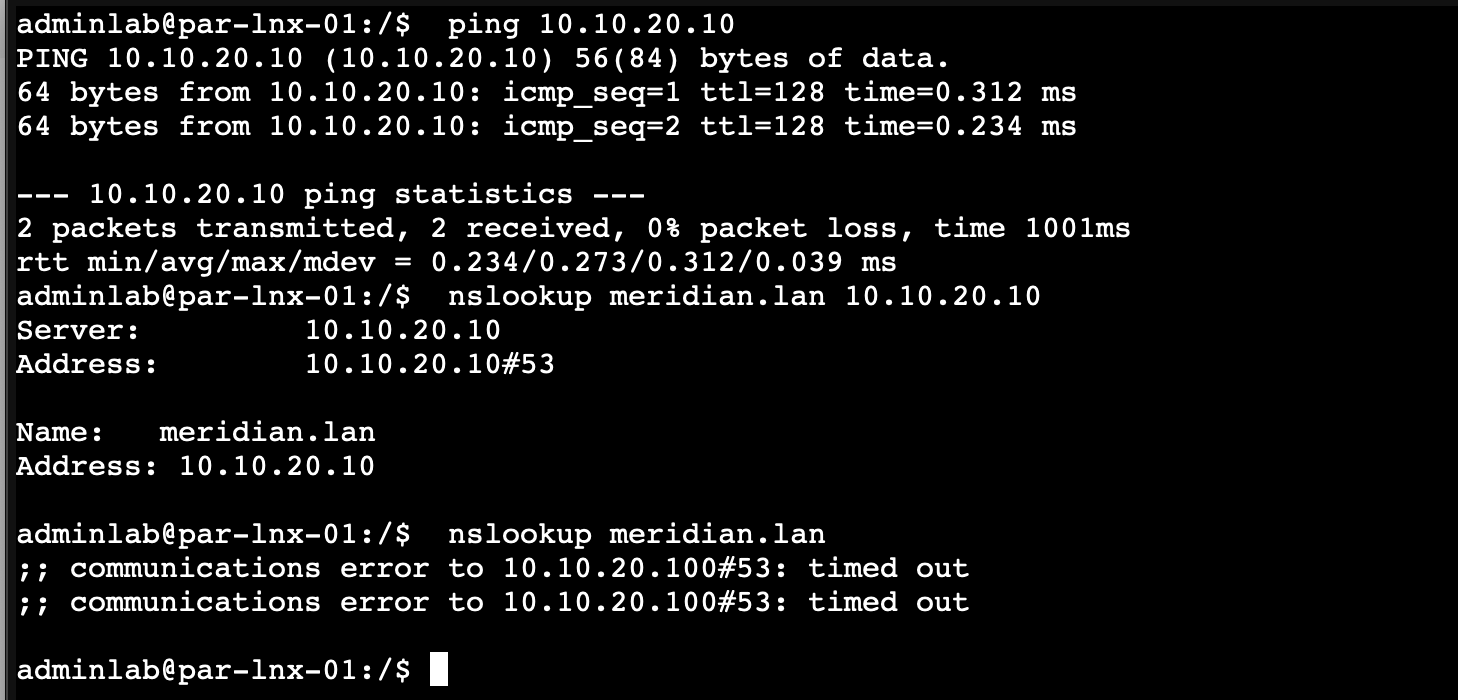 adminlab@par-lnx-01:/$  ping 10.10.20.10
PING 10.10.20.10 (10.10.20.10) 56(84) bytes of data.
64 bytes from 10.10.20.10: icmp_seq=1 ttl=128 time=0.312 ms
64 bytes from 10.10.20.10: icmp_seq=2 ttl=128 time=0.234 ms

--- 10.10.20.10 ping statistics ---
2 packets transmitted, 2 received, 0% packet loss, time 1001ms
rtt min/avg/max/mdev = 0.234/0.273/0.312/0.039 ms
adminlab@par-lnx-01:/$  nslookup meridian.lan 10.10.20.10
Server:         10.10.20.10
Address:        10.10.20.10#53

Name:   meridian.lan
Address: 10.10.20.10

adminlab@par-lnx-01:/$  nslookup meridian.lan
;; communications error to 10.10.20.100#53: timed out
;; communications error to 10.10.20.100#53: timed out

adminlab@par-lnx-01:/$